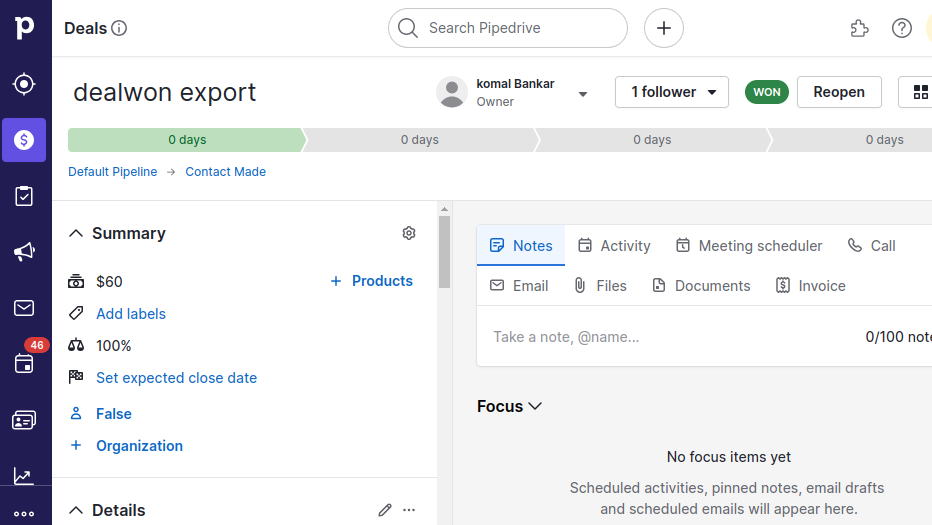 p
Deals
Search Pipedrive
dealwon export
komal Bankar
Owner
1 follower
WON
Reopen
0 days
0 days
0 days
0 days
Default Pipeline → Contact Made
Summary
$60
+ Products
Add labels
46
100%
Set expected close date
False
+ Organization
Details
Notes
Activity
Meeting scheduler
Call
Email
Files
Documents
Invoice
Take a note, @name...
0/100 note
Focus
No focus items yet
Scheduled activities, pinned notes, email drafts
and scheduled emails will appear here.